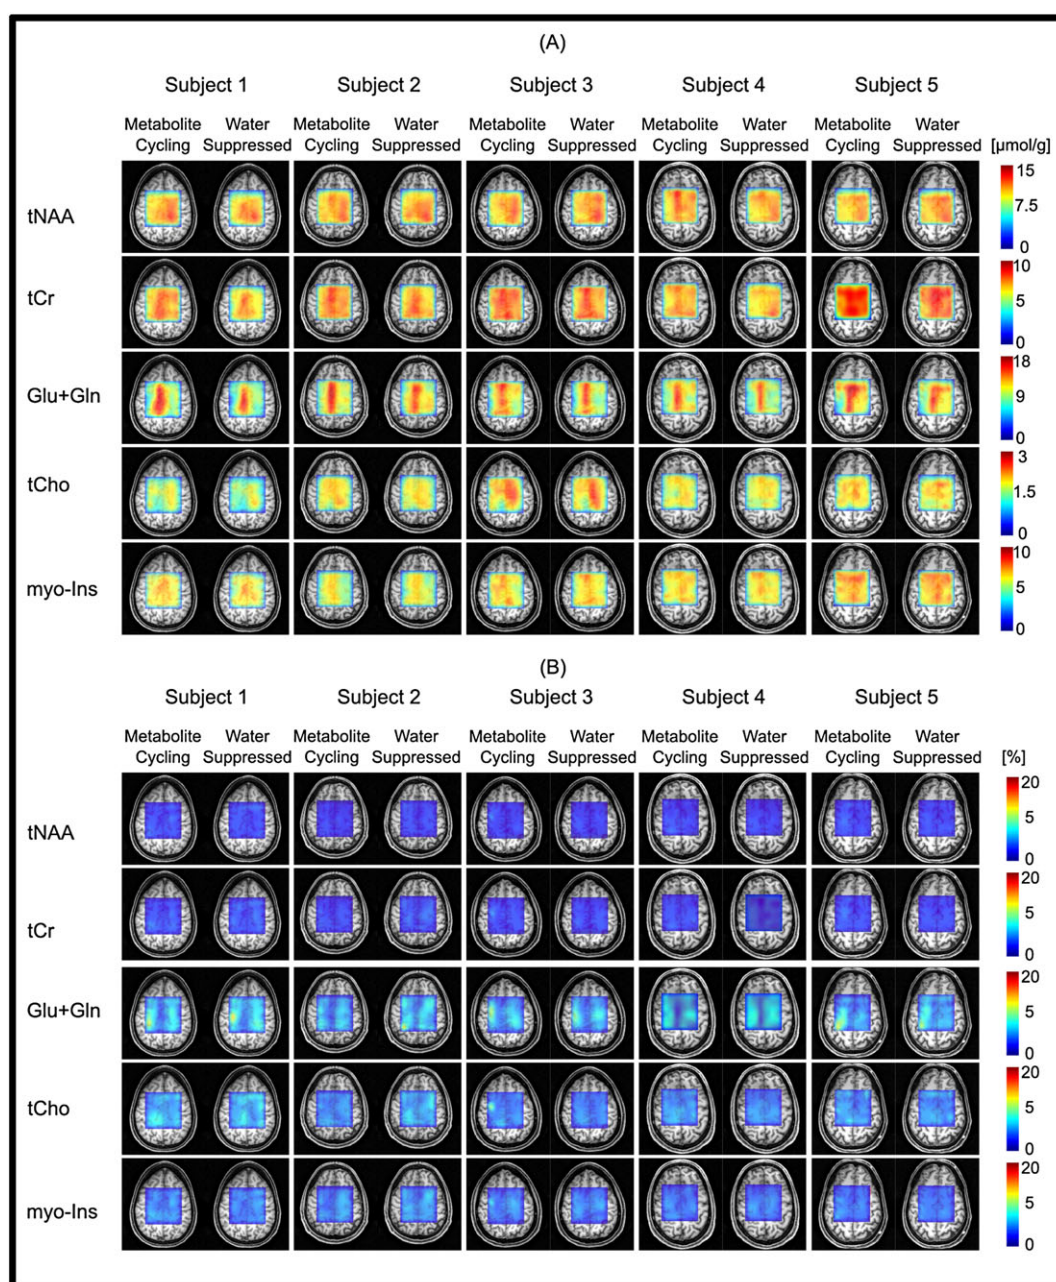 (A)
Subject 1 Subject 2 Subject 3 Subject 4 Subject 5
Metabolite Water Metabolite Water Metabolite Water Metabolite Water Metabolite Water
Cycling Suppressed Cycling Suppressed Cycling Suppressed Cycling Suppressed Cycling Suppressed [µmol/g]
15
tNAA 7.5
0
10
tCr 5
0
18
Glu+Gln 9
0
3
tCho 1.5
0
10
myo-Ins 5
0
(B)
Subject 1 Subject 2 Subject 3 Subject 4 Subject 5
Metabolite Water Metabolite Water Metabolite Water Metabolite Water Metabolite Water
Cycling Suppressed Cycling Suppressed Cycling Suppressed Cycling Suppressed Cycling Suppressed [%]
20
5
tNAA
0
20
5
tCr
0
20
Glu+Gln 5
0
20
tCho 5
0
20
5
myo-Ins
0